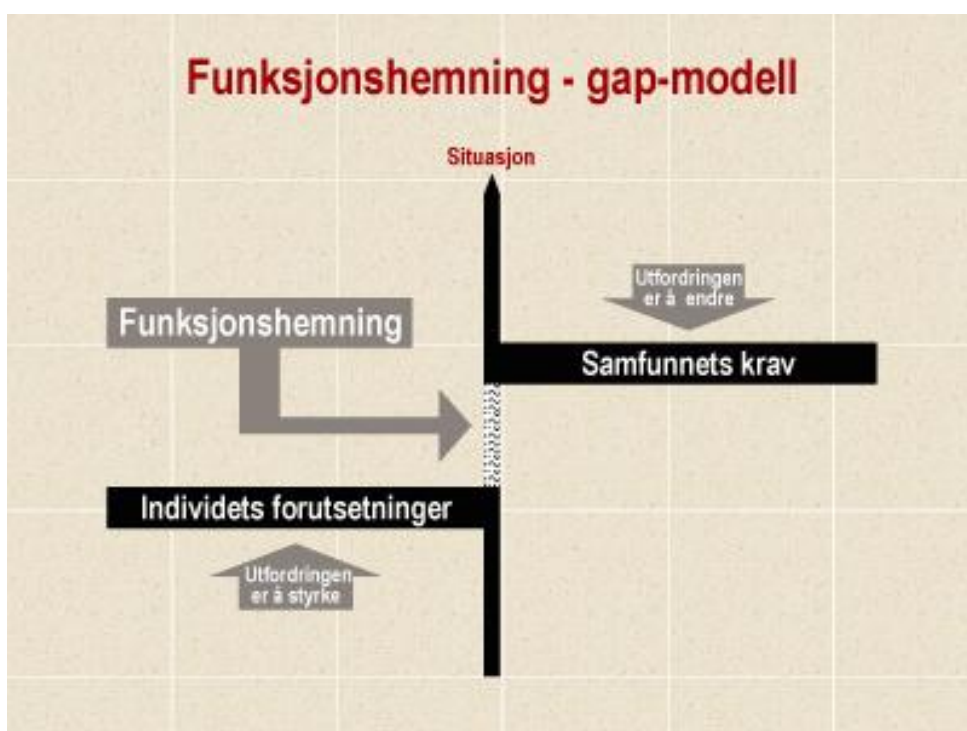 Funksjonshemning - gap-modell
Situasjon
Utfordringen
er å endre
Funksjonshemning
Samfunnets krav
Individets forutsetninger
Utfordringen
er å styrke